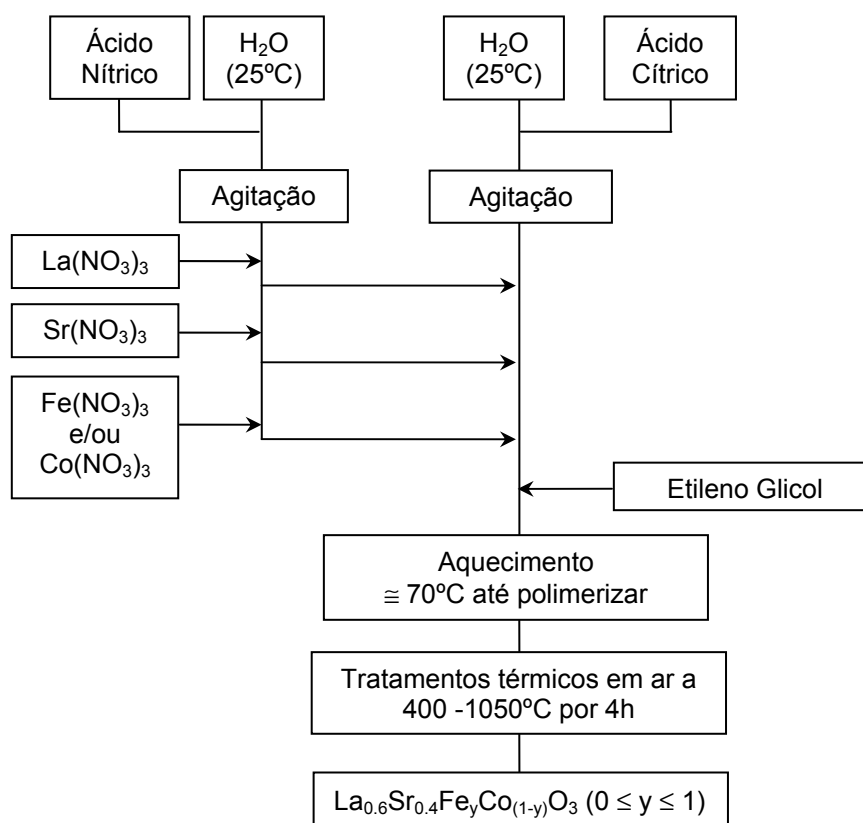 Ácido
Nítrico
H₂O
(25ºC)
H₂O
(25ºC)
Ácido
Cítrico
Agitação
Agitação
La(NO₃)₃
Sr(NO₃)₃
Fe(NO₃)₃
e/ou
Co(NO₃)₃
Etileno Glicol
Aquecimento
≅ 70ºC até polimerizar
Tratamentos térmicos em ar a
400 -1050ºC por 4h
La₀.₆Sr₀.₄FeyCo(1-y)O₃ (0 ≤ y ≤ 1)